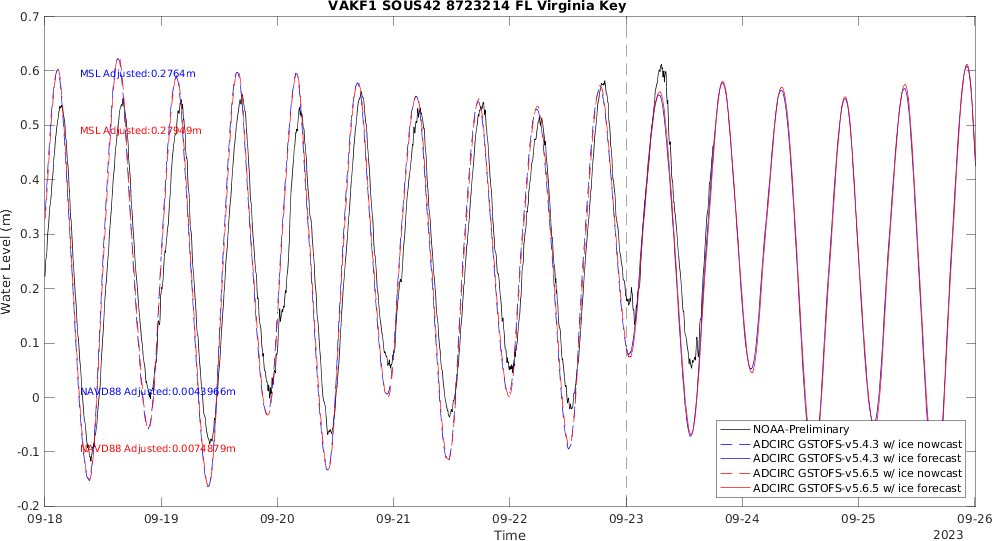 VAKF1 SOUS42 8723214 FL Virginia Key
0.7
0.6
0.5
0.4
0.3
0.2
0.1
0
-0.1
-0.2
Water Level (m)
MSL Adjusted:0.2764m
MSL Adjusted:0.27949m
NAVD88 Adjusted:0.0043966m
NAVD88 Adjusted:0.0074879m
NOAA-Preliminary
ADCIRC GSTOFS-v5.4.3 w/ ice nowcast
ADCIRC GSTOFS-v5.4.3 w/ ice forecast
ADCIRC GSTOFS-v5.6.5 w/ ice nowcast
ADCIRC GSTOFS-v5.6.5 w/ ice forecast
09-18 09-19 09-20 09-21 09-22 09-23 09-24 09-25 09-26
Time
2023